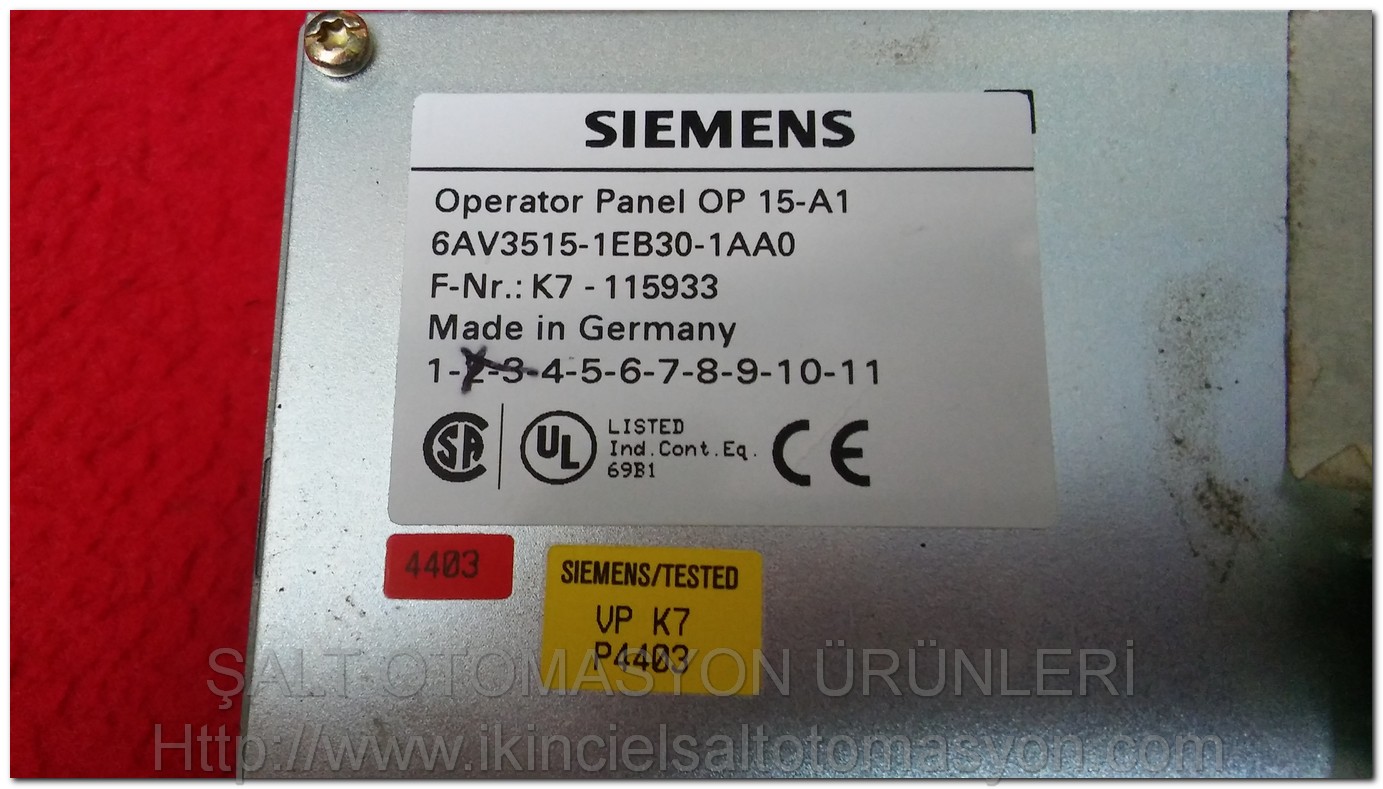 SIEMENS
Operator Panel OP 15-A1
6AV3515-1EB30-1AA0
F-Nr.: K7 - 115933
Made in Germany
1-2-3-4-5-6-7-8-9-10-11
SA
UL
LISTED
Ind.Cont.Eq.
69B1
CE
4403
SIEMENS/TESTED
VP K7
P4403
ŞALT OTOMASYON ÜRÜNLERİ
Http://www.ikincielsaltotomasyon.com